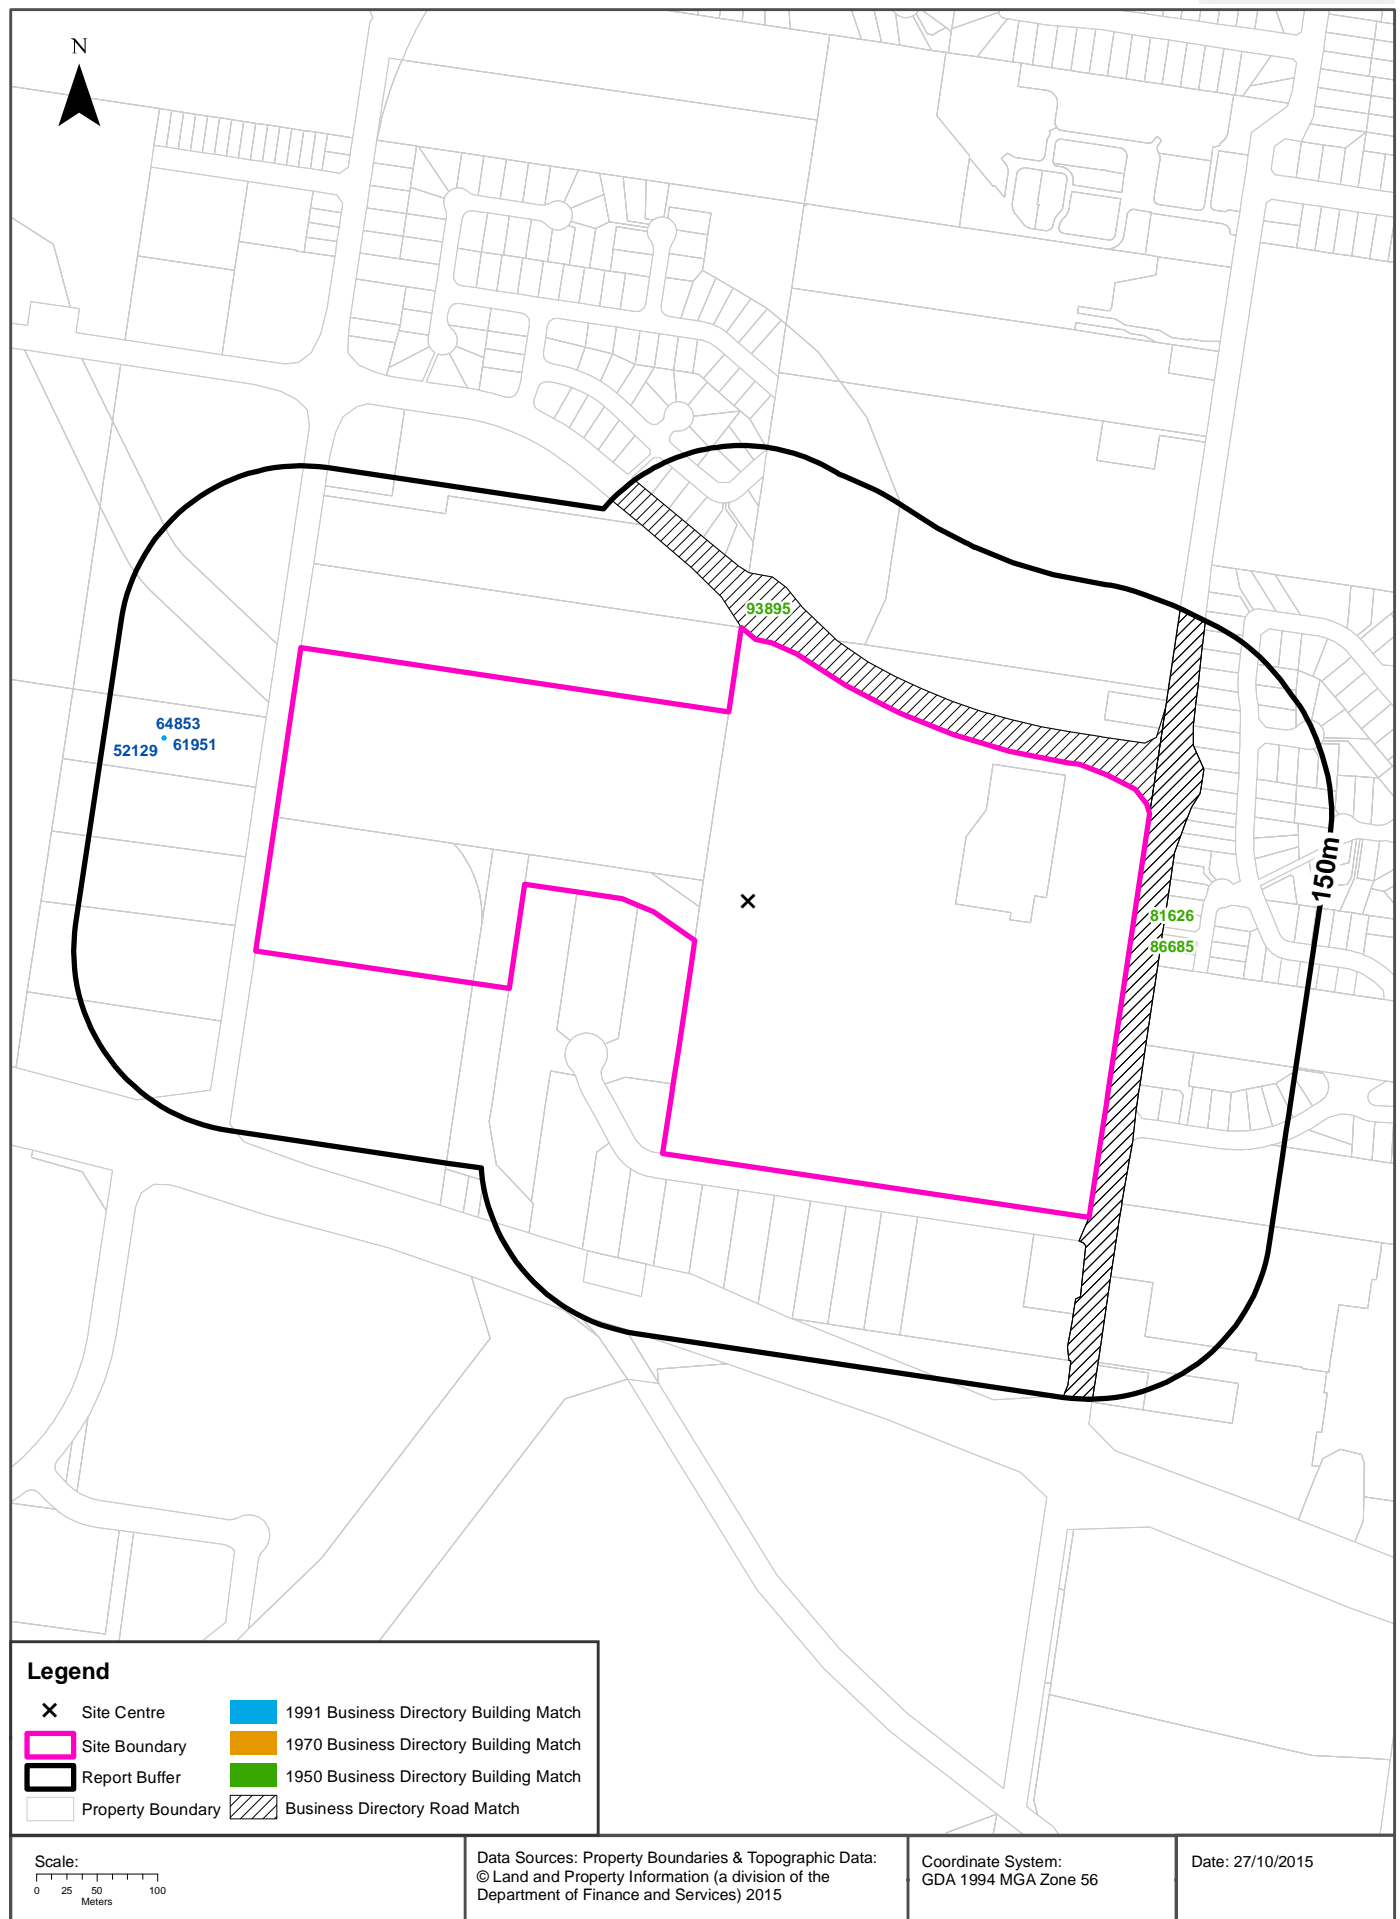 N
93895
64853
52129 61951
150m
81626
86685
Legend
Site Centre
Site Boundary
Report Buffer
Property Boundary
1991 Business Directory Building Match
1970 Business Directory Building Match
1950 Business Directory Building Match
Business Directory Road Match
Scale:
0 25 50 100
Meters
Data Sources: Property Boundaries & Topographic Data:
© Land and Property Information (a division of the
Department of Finance and Services) 2015
Coordinate System:
GDA 1994 MGA Zone 56
Date: 27/10/2015